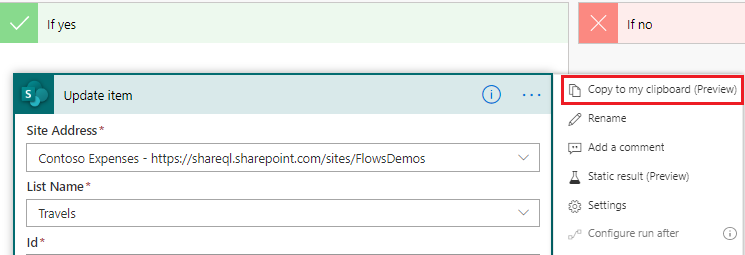 If yes
If no
S
Update item
Copy to my clipboard (Preview)
Rename
Add a comment
Static result (Preview)
Settings
Configure run after
Site Address*
Contoso Expenses - https://shareql.sharepoint.com/sites/FlowsDemos
List Name*
Travels
Id*